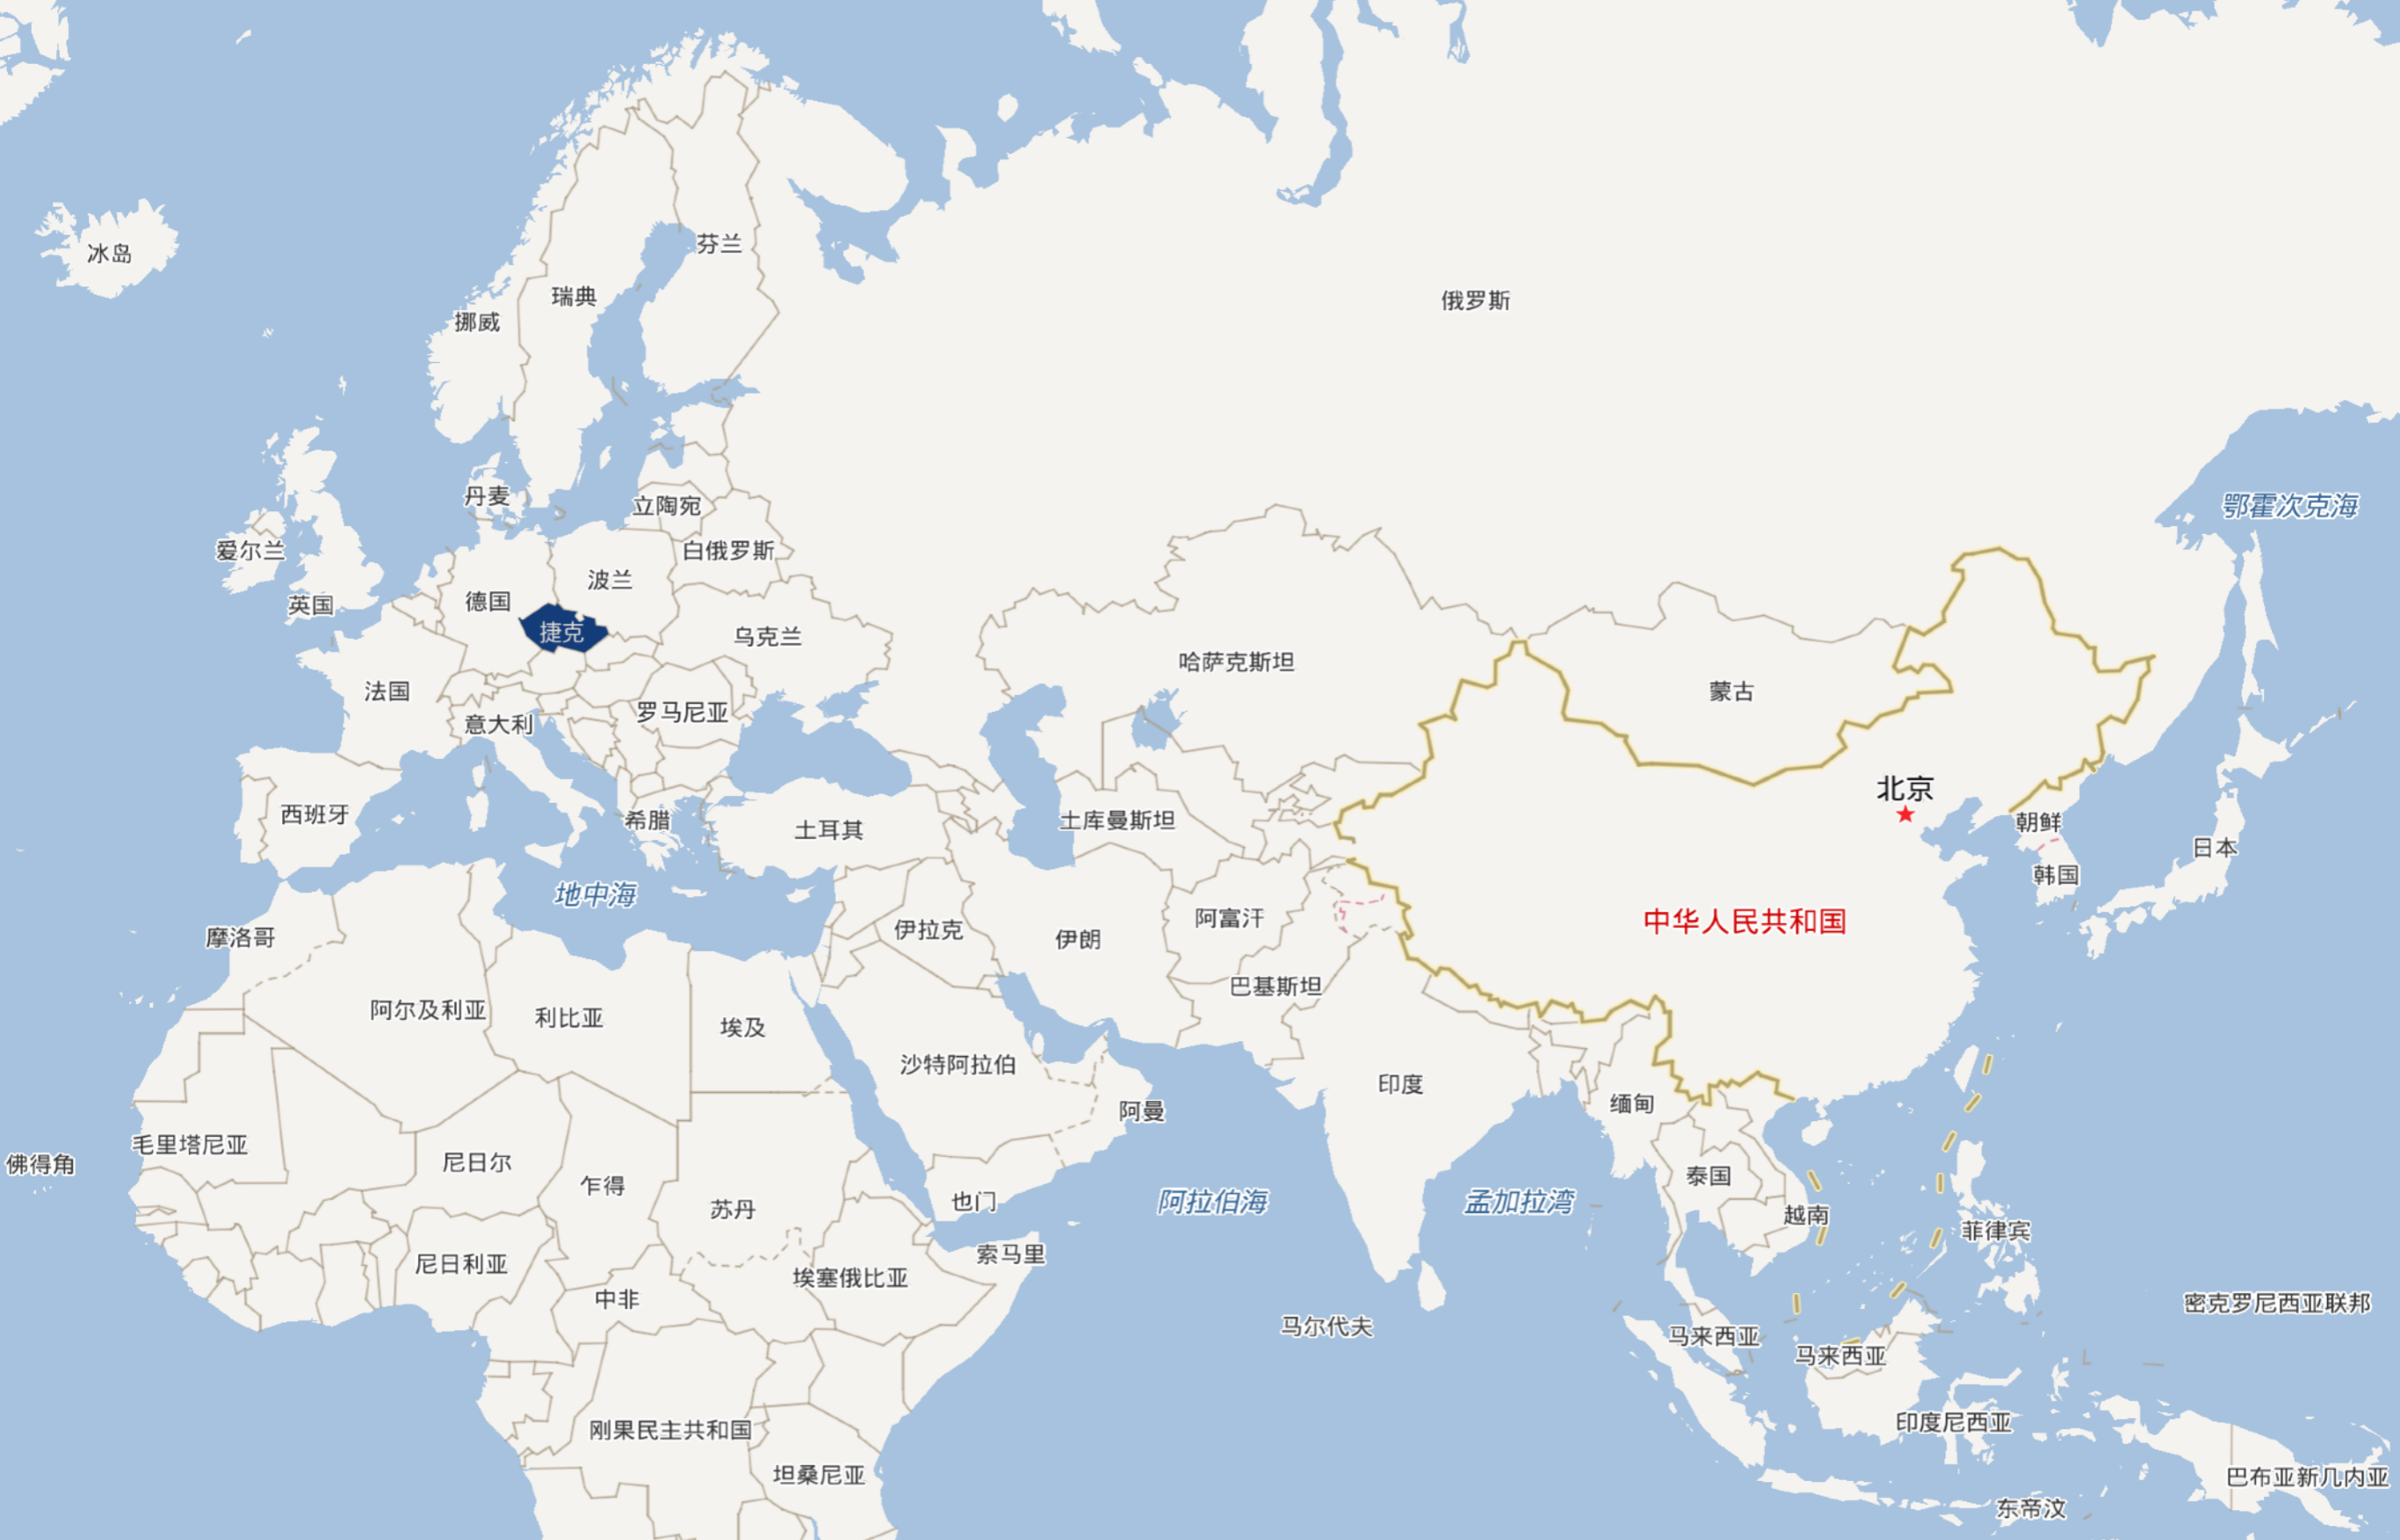 冰岛
芬兰
瑞典
俄罗斯
挪威
丹麦
立陶宛
鄂霍次克海
爱尔兰
白俄罗斯
波兰
英国
德国
捷克
乌克兰
哈萨克斯坦
法国
蒙古
罗马尼亚
意大利
北京
西班牙
希腊
土耳其
土库曼斯坦
朝鲜
日本
韩国
地中海
摩洛哥
伊拉克
伊朗
阿富汗
中华人民共和国
巴基斯坦
阿尔及利亚
利比亚
埃及
沙特阿拉伯
印度
阿曼
缅甸
毛里塔尼亚
佛得角
尼日尔
乍得
泰国
苏丹
也门
阿拉伯海
孟加拉湾
越南
菲律宾
索马里
尼日利亚
埃塞俄比亚
中非
密克罗尼西亚联邦
马尔代夫
马来西亚
马来西亚
刚果民主共和国
印度尼西亚
坦桑尼亚
巴布亚新几内亚
东帝汶